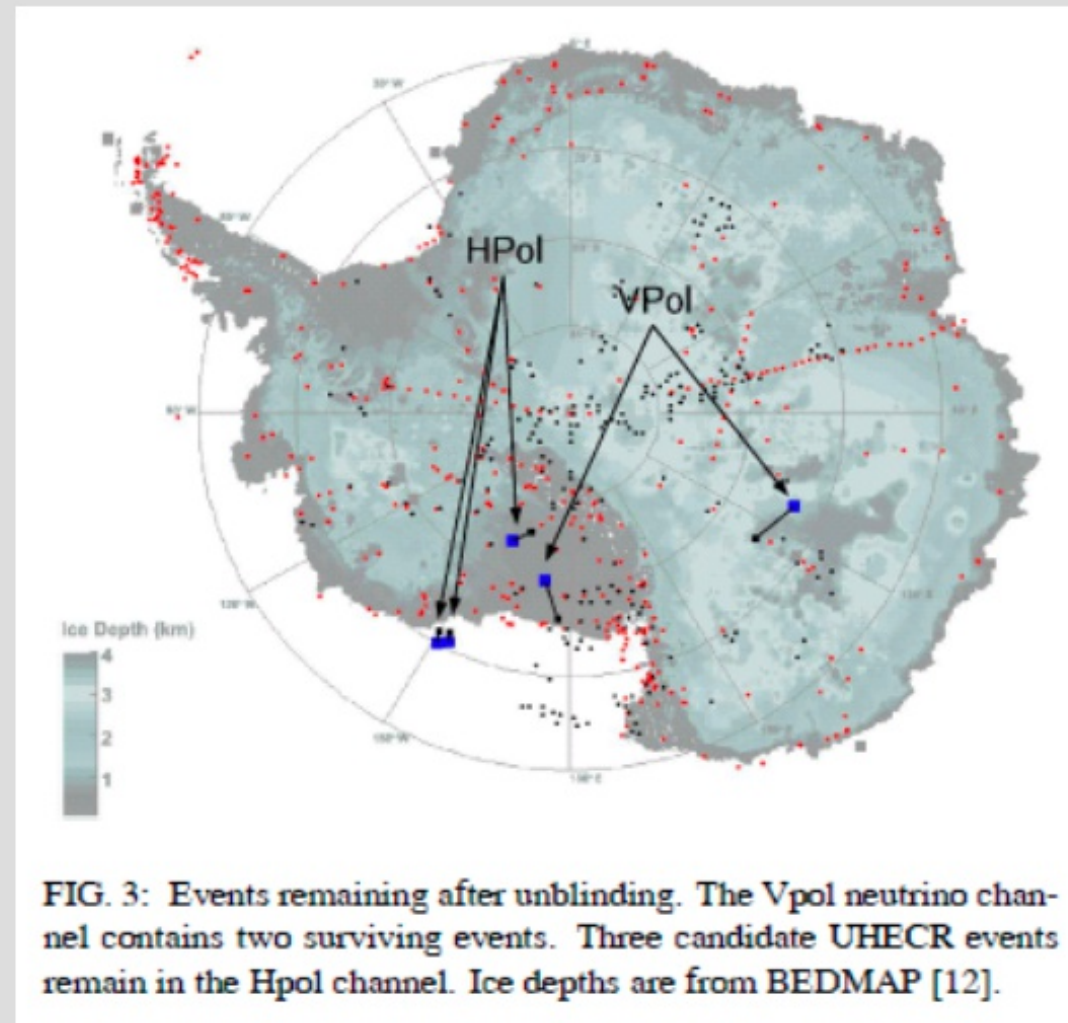 HPol
VPol
Ice Depth (km)
4
3
2
1
FIG. 3: Events remaining after unblinding. The Vpol neutrino chan-
nel contains two surviving events. Three candidate UHECR events
remain in the Hpol channel. Ice depths are from BEDMAP [12].